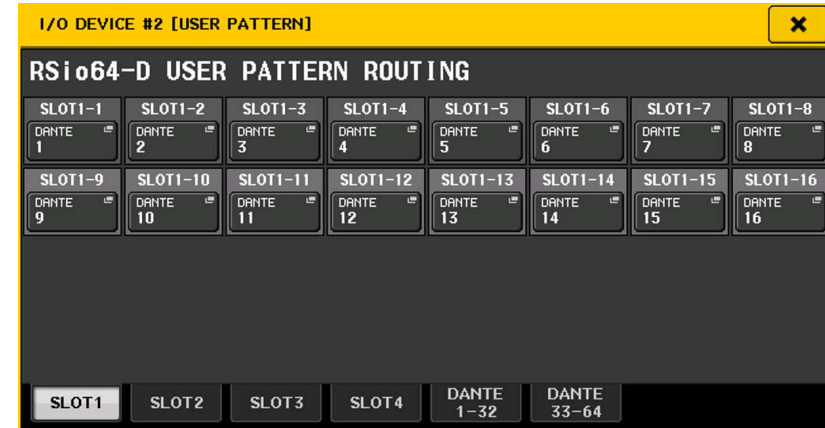 I/O DEVICE #2 [USER PATTERN]
RSio64-D USER PATTERN ROUTING
SLOT1-1 SLOT1-2 SLOT1-3 SLOT1-4 SLOT1-5 SLOT1-6 SLOT1-7 SLOT1-8
DANTE DANTE DANTE DANTE DANTE DANTE DANTE DANTE
1 2 3 4 5 6 7 8
SLOT1-9 SLOT1-10 SLOT1-11 SLOT1-12 SLOT1-13 SLOT1-14 SLOT1-15 SLOT1-16
DANTE DANTE DANTE DANTE DANTE DANTE DANTE DANTE
9 10 11 12 13 14 15 16
SLOT1 SLOT2 SLOT3 SLOT4 DANTE DANTE
1-32 33-64